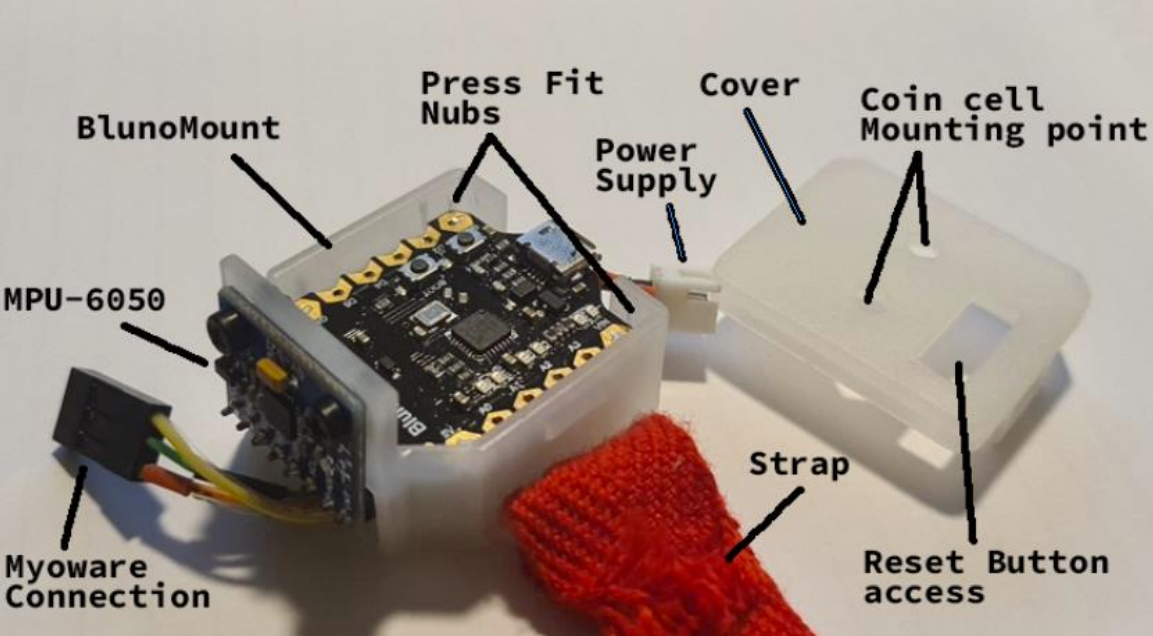 Press Fit
Nubs
Cover
Coin cell
Mounting point
BlunoMount
Power
Supply
MPU-6050
Strap
Myoware
Connection
Reset Button
access